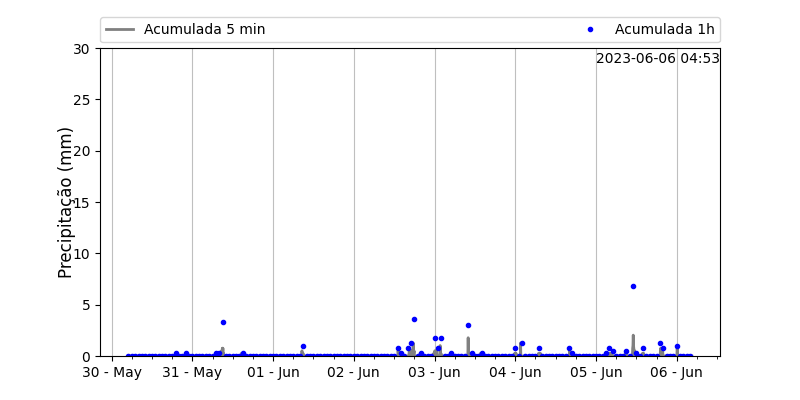 Acumulada 5 min Acumulada 1h
2023-06-06 04:53
Precipitação (mm)
30
25
20
15
10
5
0
30 - May 31 - May 01 - Jun 02 - Jun 03 - Jun 04 - Jun 05 - Jun 06 - Jun